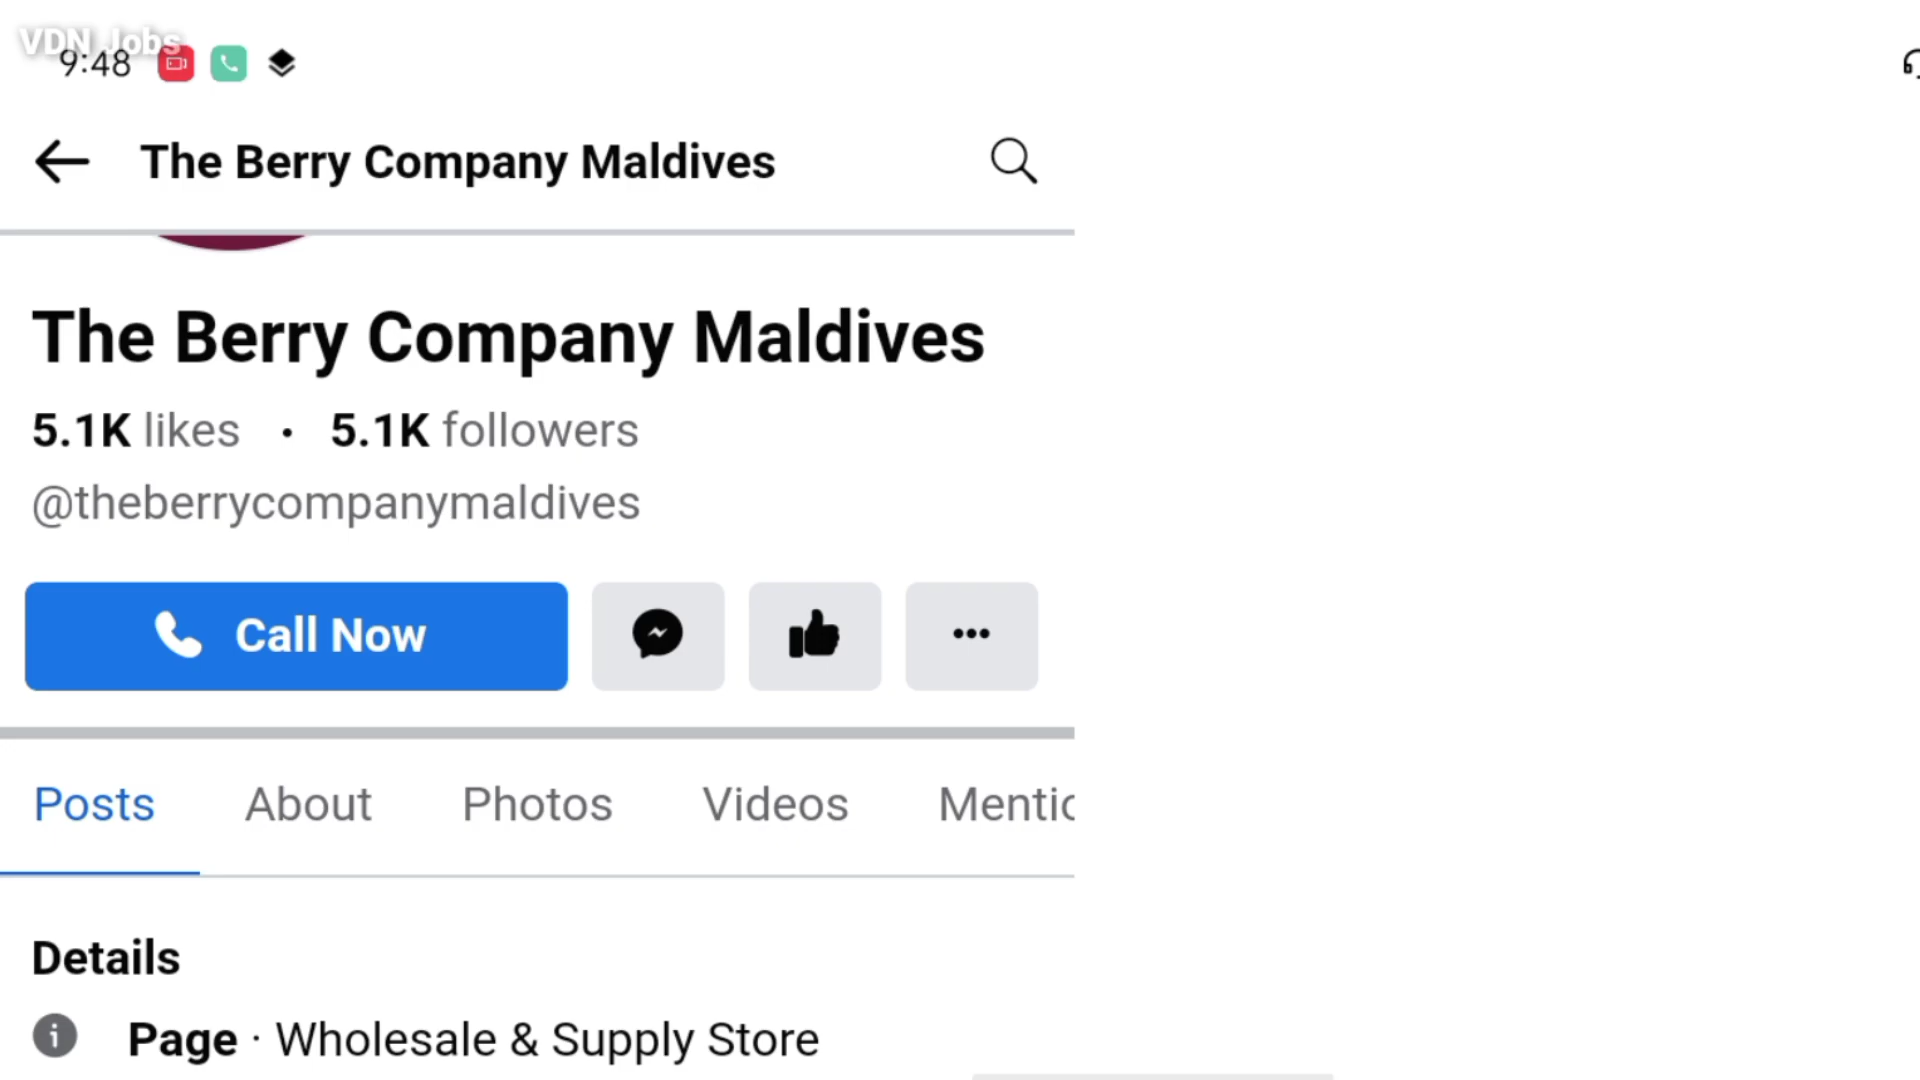 VDN Jobs
9:48
The Berry Company Maldives
The Berry Company Maldives
5.1K likes · 5.1K followers
@theberrycompanymaldives
Call Now
Posts About Photos Videos Mentic
Details
Page · Wholesale & Supply Store